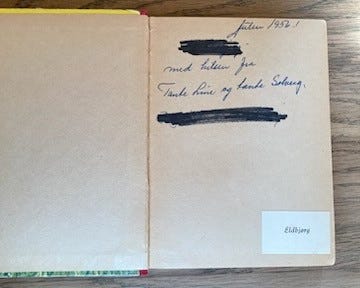 Julen 1952!
med hilsen fra
Tante Line og tante Solveig.
Eldbjørg